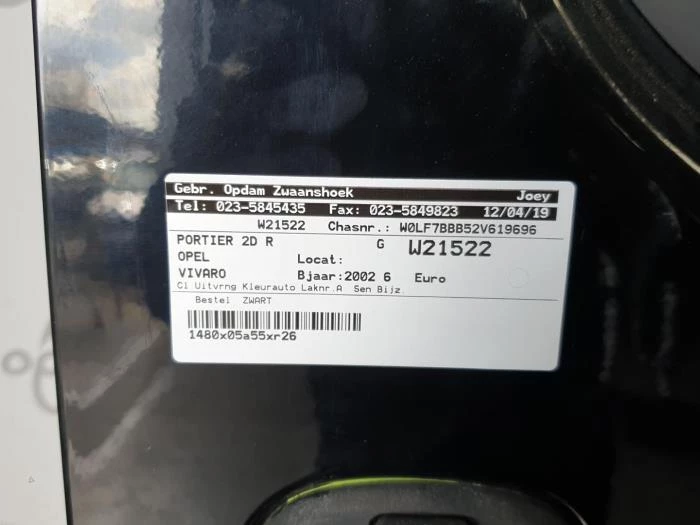 Gebr. Opdam Zwaanshoek Joey
Tel: 023-5845435 Fax: 023-5849823 12/04/19
W21522 Chasnr.: W0LF7BBB52V619696
PORTIER 2D R G W21522
OPEL Locat:
VIVARO Bjaar:2002 6 Euro
Cl Uitvrng Kleurauto Laknr.A Sen Bijz.
Bestel ZWART
1480x05a55xr26